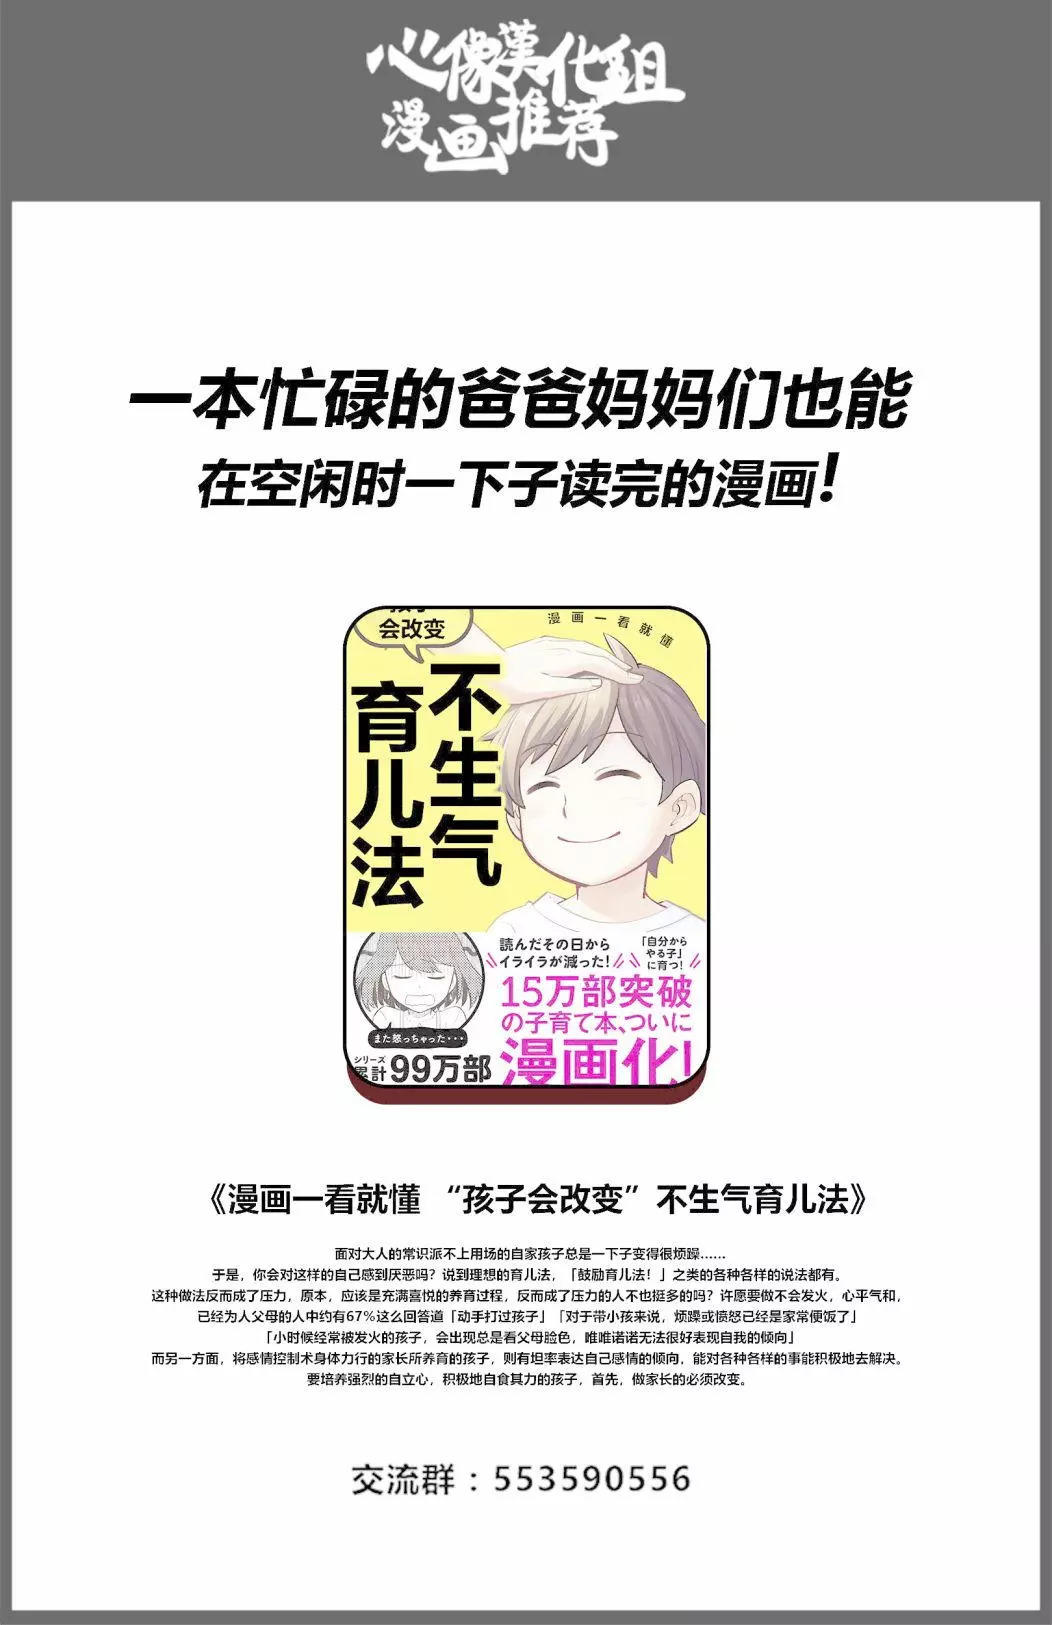 心像漢化组
漫画推荐
一本忙碌的爸爸妈妈们也能
在空闲时一下子读完的漫画！
会改变
漫画一看就懂
不生气
育儿法
読んだその日から
イライラが減った！
「自分から
やる子」
に育つ！
15万部突破
の子育て本、ついに
漫画化！
また怒っちゃった・・・
シリーズ
累計99万部
《漫画一看就懂 “孩子会改变”不生气育儿法》
面对大人的常识派不上用场的自家孩子总是一下子变得很烦躁……
于是，你会对这样的自己感到厌恶吗？说到理想的育儿法，「鼓励育儿法！」之类的各种各样的说法都有。
这种做法反而成了压力，原本，应该是充满喜悦的养育过程，反而成了压力的人不也挺多的吗？许愿要做不会发火，心平气和，
已经为人父母的人中约有67%这么回答道「动手打过孩子」「对于带小孩来说，烦躁或愤怒已经是家常便饭了」
「小时候经常被发火的孩子，会出现总是看父母脸色，唯唯诺诺无法很好表现自我的倾向」
而另一方面，将感情控制术身体力行的家长所养育的孩子，则有坦率表达自己感情的倾向，能对各种各样的事能积极地去解决。
要培养强烈的自立心，积极地自食其力的孩子，首先，做家长的必须改变。
交流群：553590556